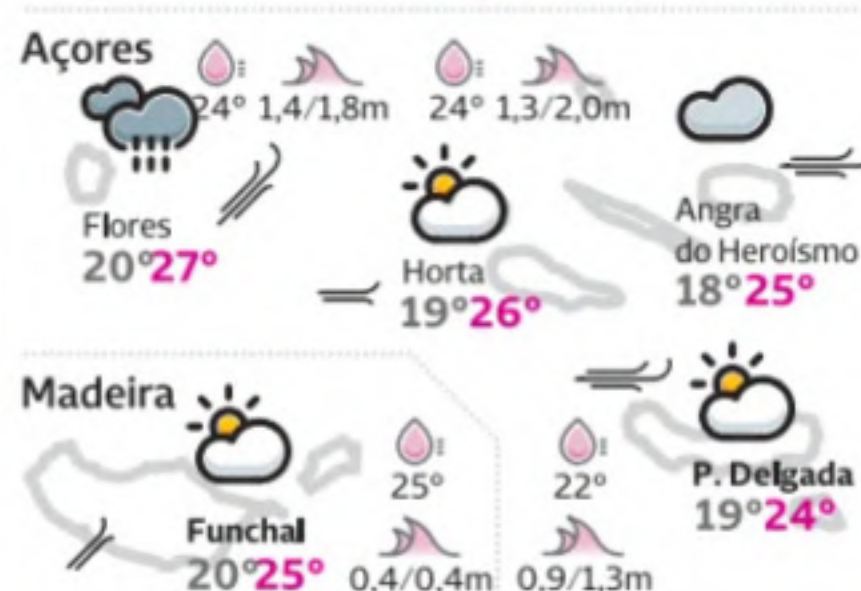 Açores
24° 1,4/1,8m 24° 1,3/2,0m
Flores
20° 27°
Horta
19° 26°
Angra
do Heroísmo
18° 25°
Madeira
Funchal
20° 25°
25°
0,4/0,4m
22°
0,9/1,3m
P. Delgada
19° 24°